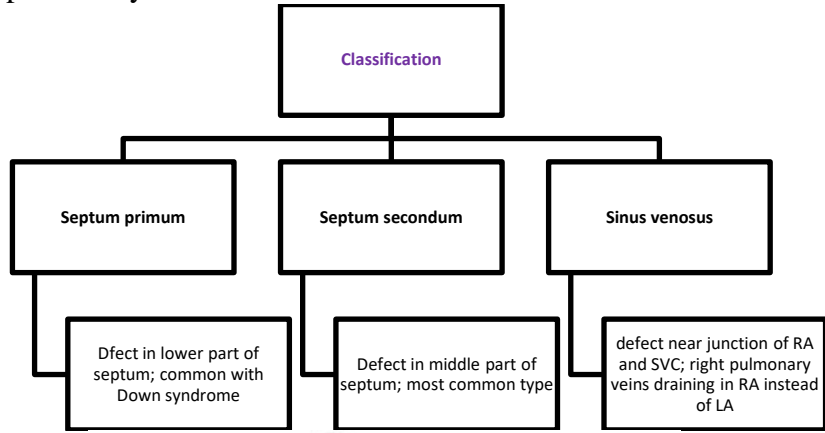 Classification
Septum primum
Septum secondum
Sinus venosus
Dfect in lower part of
septum; common with
Down syndrome
Defect in middle part of
septum; most common type
defect near junction of RA
and SVC; right pulmonary
veins draining in RA instead
of LA